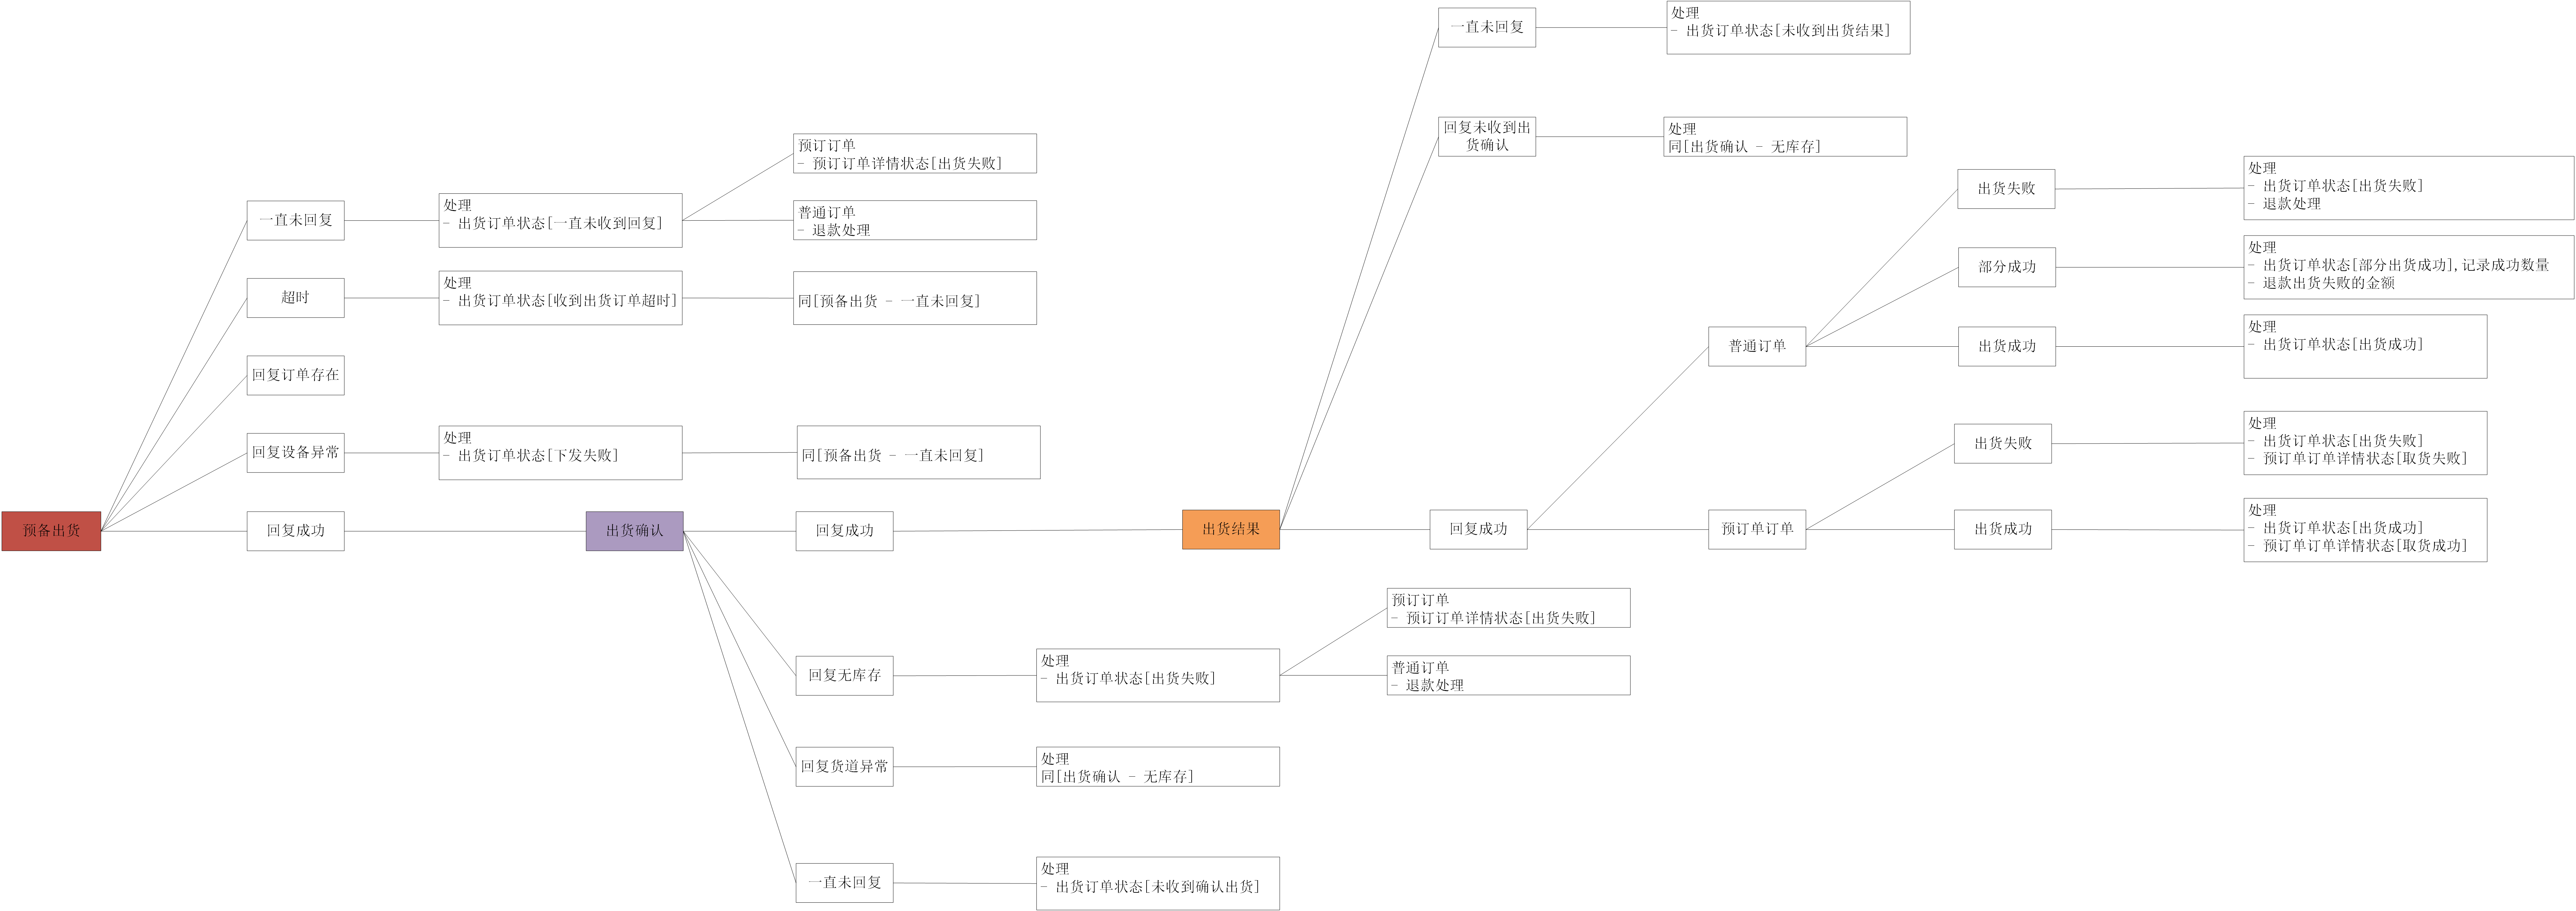 预备出货
一直未回复
处理
- 出货订单状态[一直未收到回复]
预订订单
- 预订订单详情状态[出货失败]
普通订单
- 退款处理
超时
处理
- 出货订单状态[收到出货订单超时]
同[预备出货 - 一直未回复]
回复订单存在
回复设备异常
处理
- 出货订单状态[下发失败]
同[预备出货 - 一直未回复]
回复成功
出货确认
回复成功
回复无库存
处理
- 出货订单状态[出货失败]
预订订单
- 预订订单详情状态[出货失败]
普通订单
- 退款处理
回复货道异常
处理
同[出货确认 - 无库存]
一直未回复
处理
- 出货订单状态[未收到确认出货]
出货结果
一直未回复
处理
- 出货订单状态[未收到出货结果]
回复未收到出
货确认
处理
同[出货确认 - 无库存]
回复成功
普通订单
出货失败
处理
- 出货订单状态[出货失败]
- 退款处理
部分成功
处理
- 出货订单状态[部分出货成功],记录成功数量
- 退款出货失败的金额
出货成功
处理
- 出货订单状态[出货成功]
预订单订单
出货失败
处理
- 出货订单状态[出货失败]
- 预订单订单详情状态[取货失败]
出货成功
处理
- 出货订单状态[出货成功]
- 预订单订单详情状态[取货成功]